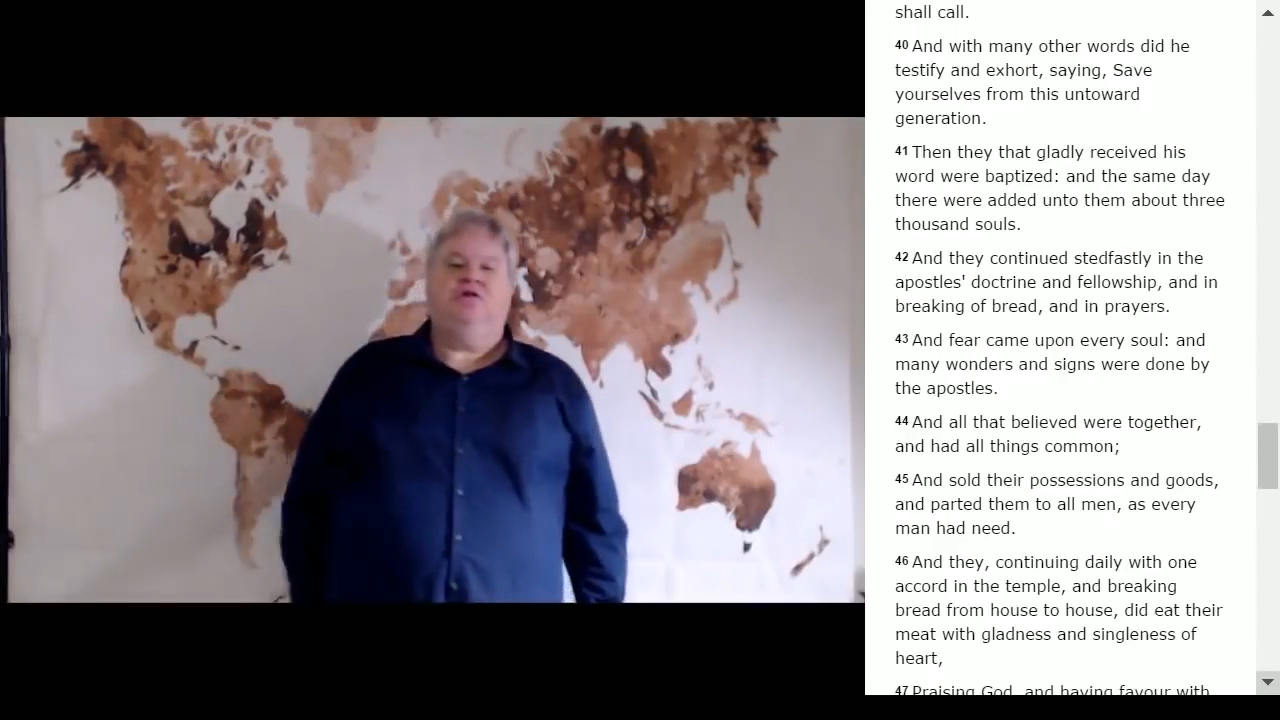 shall call.
40 And with many other words did he
testify and exhort, saying, Save
yourselves from this untoward
generation.
41 Then they that gladly received his
word were baptized: and the same day
there were added unto them about three
thousand souls.
42 And they continued stedfastly in the
apostles' doctrine and fellowship, and in
breaking of bread, and in prayers.
43 And fear came upon every soul: and
many wonders and signs were done by
the apostles.
44 And all that believed were together,
and had all things common;
45 And sold their possessions and goods,
and parted them to all men, as every
man had need.
46 And they, continuing daily with one
accord in the temple, and breaking
bread from house to house, did eat their
meat with gladness and singleness of
heart,
47 Praising God, and having favour with